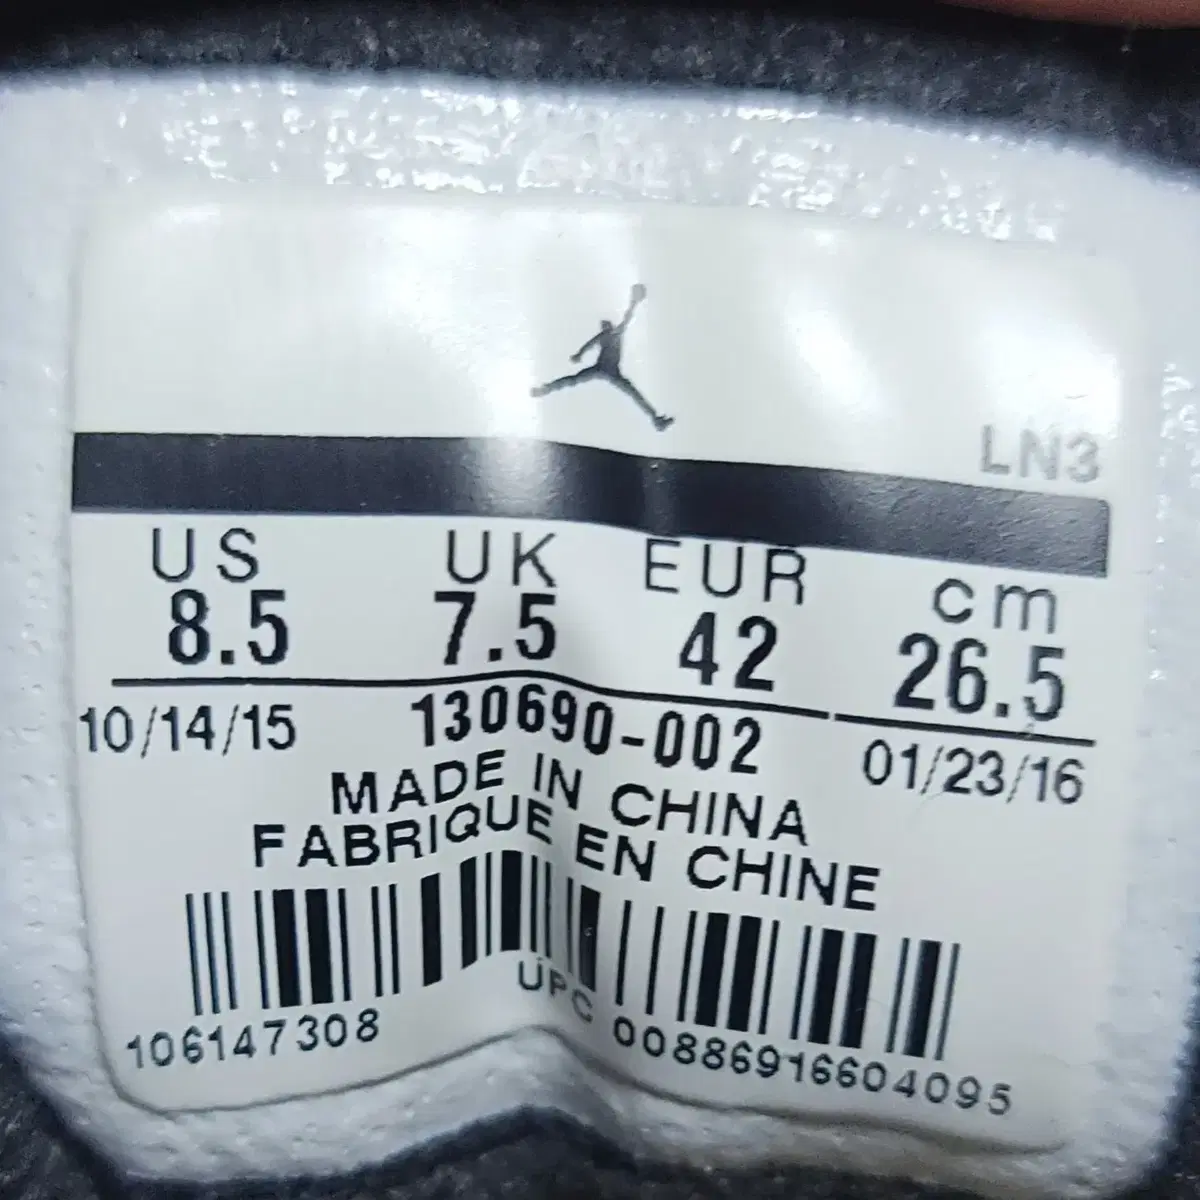 LN3
US UK EUR cm
8.5 7.5 42 26.5
10/14/15 130690-002 01/23/16
MADE IN CHINA
FABRIQUE EN CHINE
106147308 UPC 00886916604095